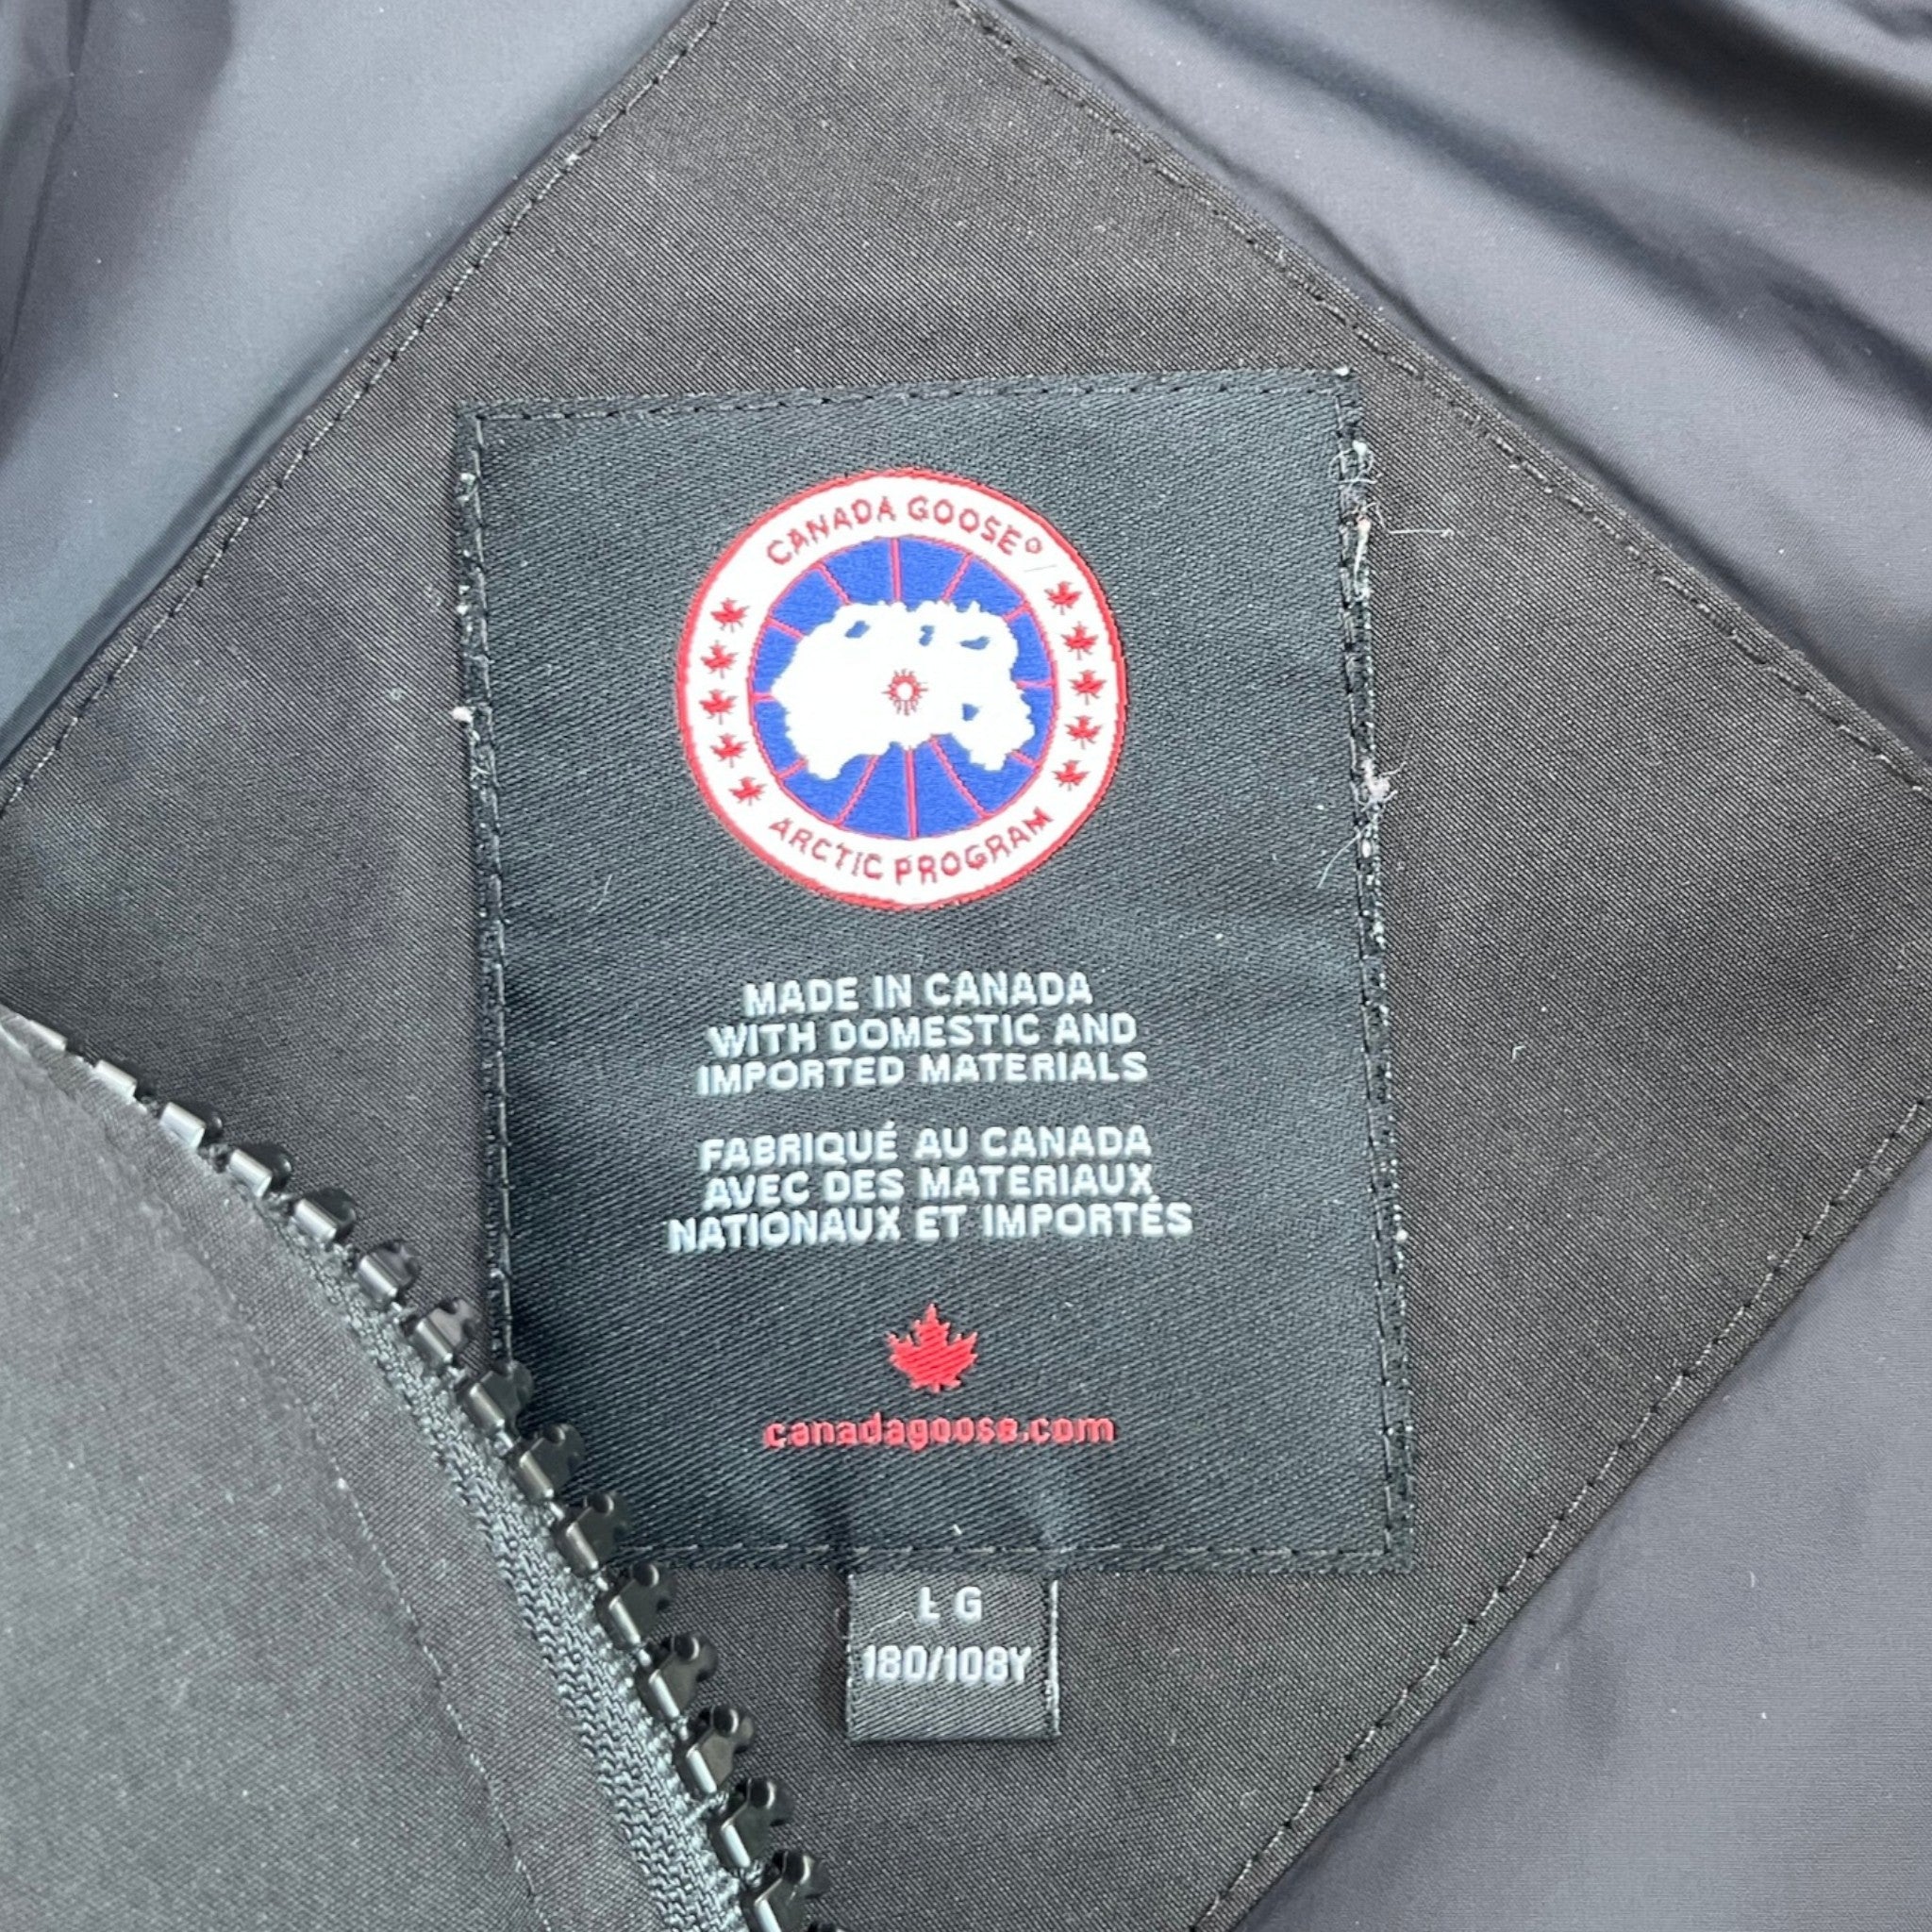 CANADA GOOSE®
ARCTIC PROGRAM
MADE IN CANADA
WITH DOMESTIC AND
IMPORTED MATERIALS
FABRIQUÉ AU CANADA
AVEC DES MATERIAUX
NATIONAUX ET IMPORTÉS
canadagoose.com
LG
180/108Y